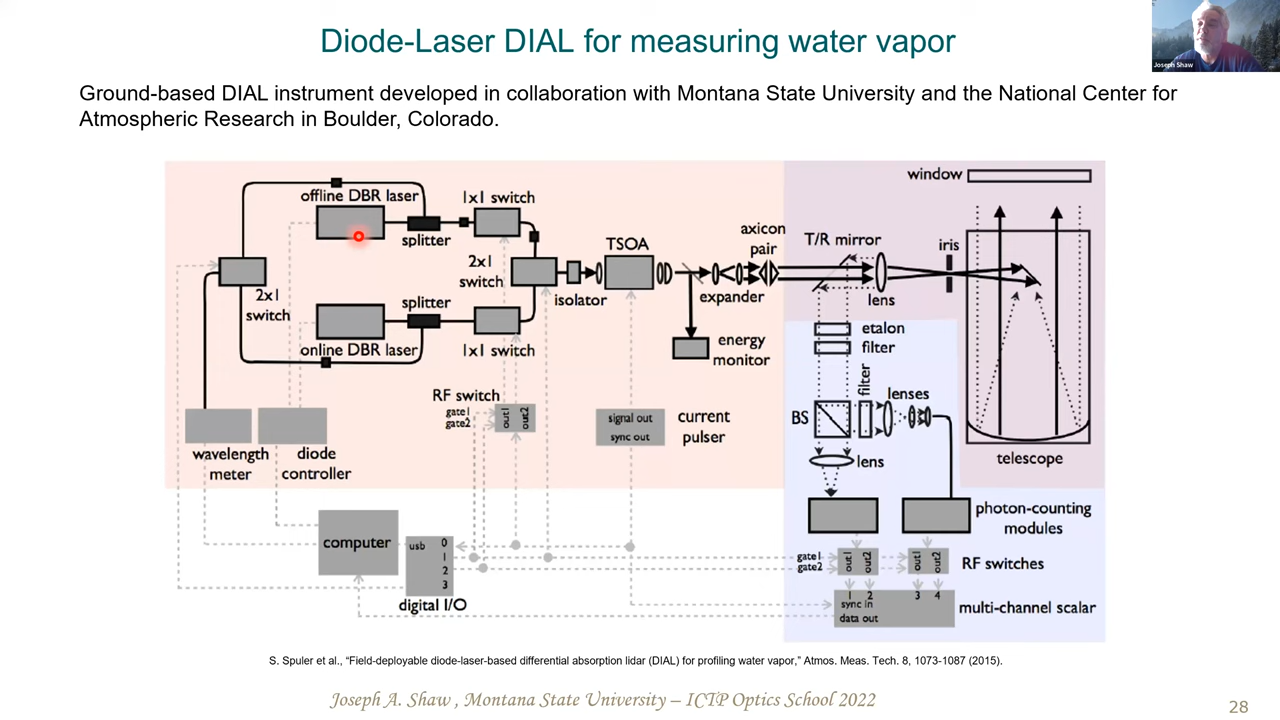 Diode-Laser DIAL for measuring water vapor
Joseph Shaw
Ground-based DIAL instrument developed in collaboration with Montana State University and the National Center for
Atmospheric Research in Boulder, Colorado.
offline DBR laser
splitter
1x1 switch
2x1
switch
2x1
switch
splitter
online DBR laser
1x1 switch
isolator
TSOA
expander
axicon
pair
energy
monitor
T/R mirror
lens
iris
window
telescope
etalon
filter
BS
filter
lenses
lens
RF switch
gate1
gate2
out1
out2
signal out
sync out
current
pulser
wavelength
meter
diode
controller
computer
usb
0
1
2
3
digital I/O
photon-counting
modules
gate1
gate2
out1
out2
out1
out2
RF switches
1
2
3
4
sync in
data out
multi-channel scalar
S. Spuler et al., “Field-deployable diode-laser-based differential absorption lidar (DIAL) for profiling water vapor,” Atmos. Meas. Tech. 8, 1073-1087 (2015).
Joseph A. Shaw , Montana State University – ICTP Optics School 2022
28